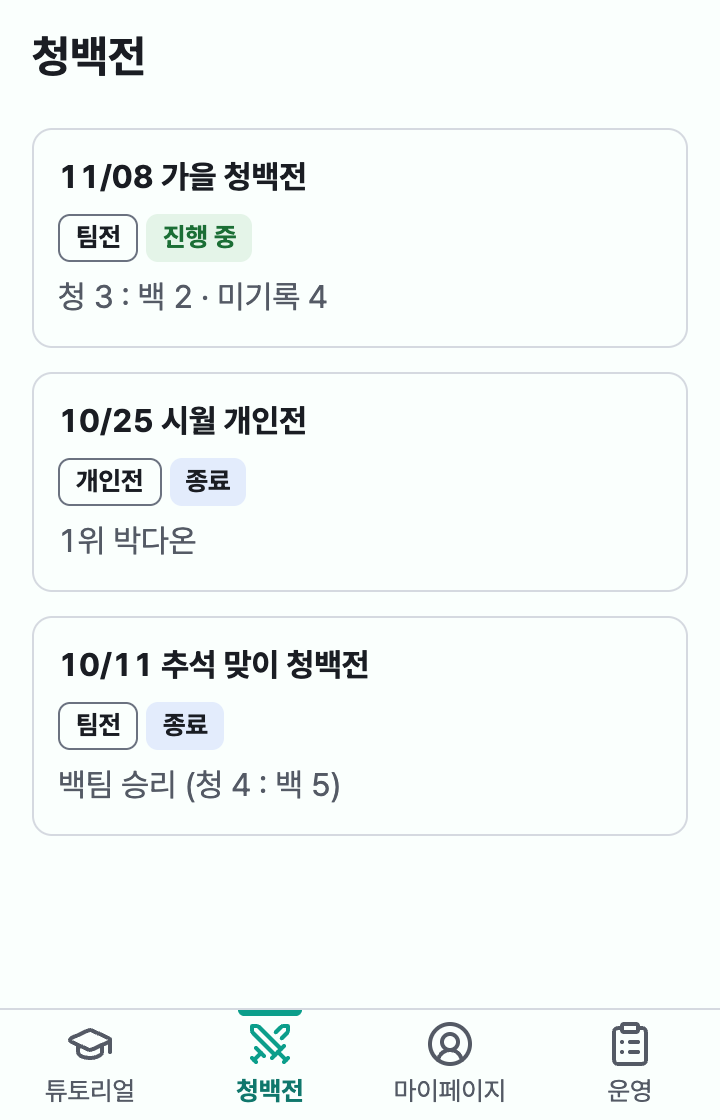 청백전
11/08 가을 청백전
팀전 진행 중
청 3 : 백 2 · 미기록 4
10/25 시월 개인전
개인전 종료
1위 박다온
10/11 추석 맞이 청백전
팀전 종료
백팀 승리 (청 4 : 백 5)
튜토리얼 청백전 마이페이지 운영